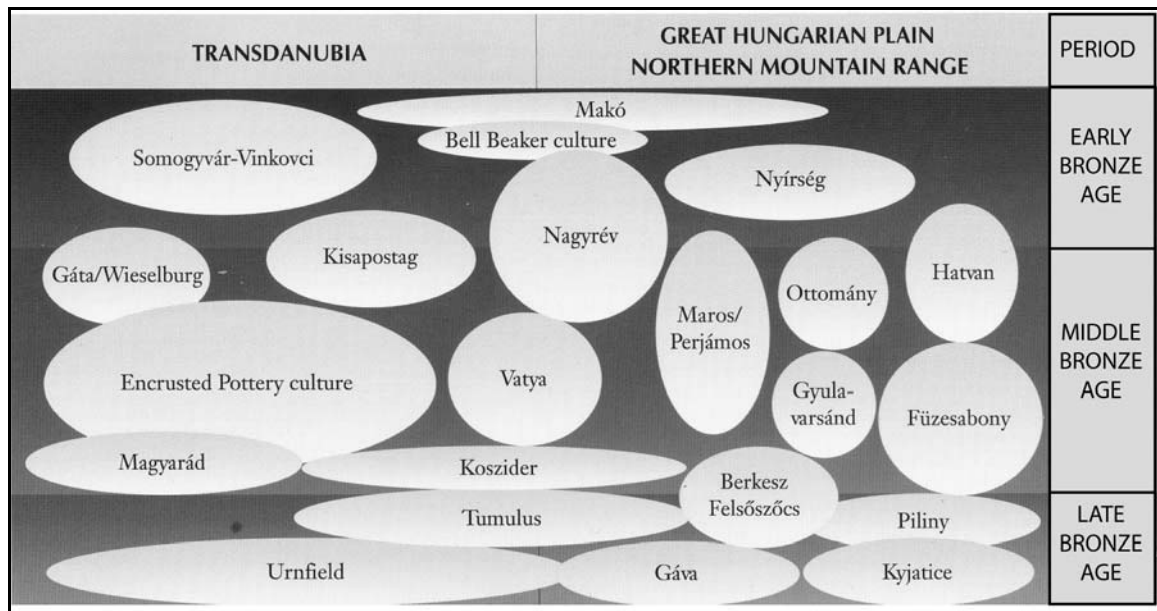 TRANSDANUBIA
GREAT HUNGARIAN PLAIN
NORTHERN MOUNTAIN RANGE
PERIOD
Makó
Bell Beaker culture
Somogyvár-Vinkovci
Nyírség
EARLY
BRONZE
AGE
Nagyrév
Kisapostag
Gáta/Wieselburg
Hatvan
Ottomány
Maros/
Perjámos
Encrusted Pottery culture
Vatya
Gyula-
varsánd
Füzesabony
MIDDLE
BRONZE
AGE
Magyarád
Koszider
Berkesz
Felsőszőcs
Tumulus
Piliny
Urnfield
Gáva
Kyjatice
LATE
BRONZE
AGE